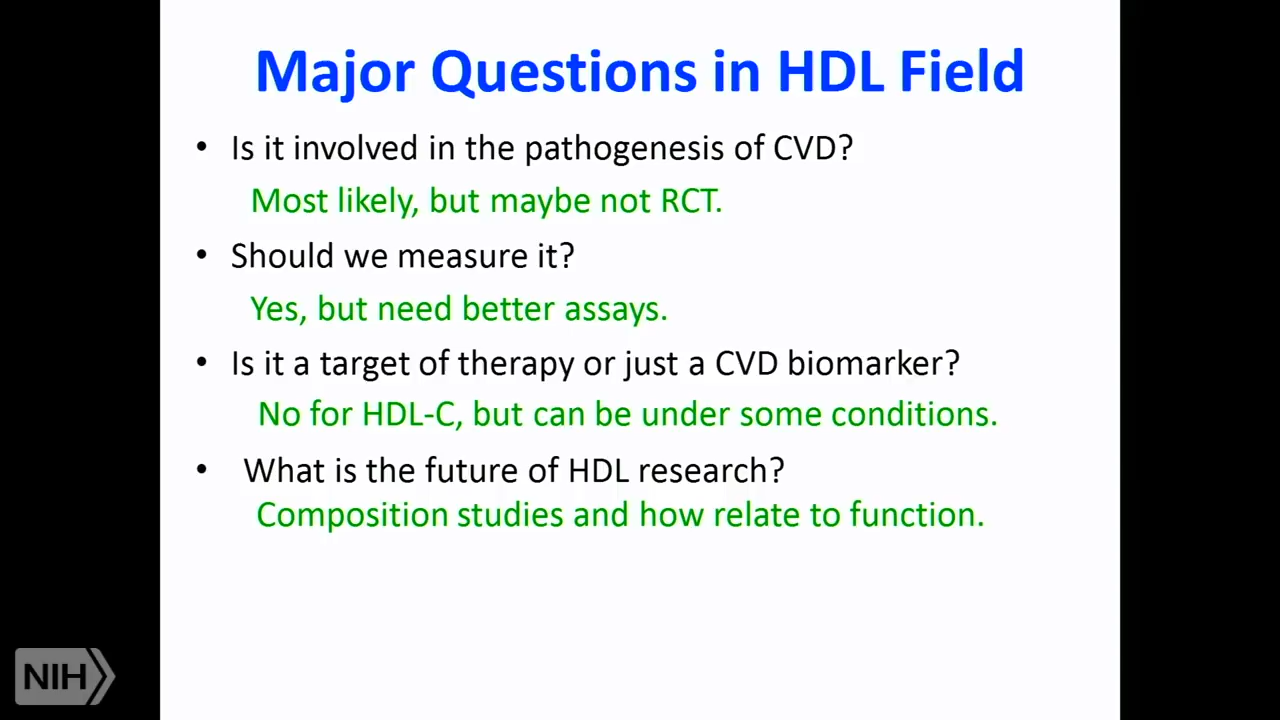 Major Questions in HDL Field
• Is it involved in the pathogenesis of CVD?
Most likely, but maybe not RCT.
• Should we measure it?
Yes, but need better assays.
• Is it a target of therapy or just a CVD biomarker?
No for HDL-C, but can be under some conditions.
• What is the future of HDL research?
Composition studies and how relate to function.
NIH